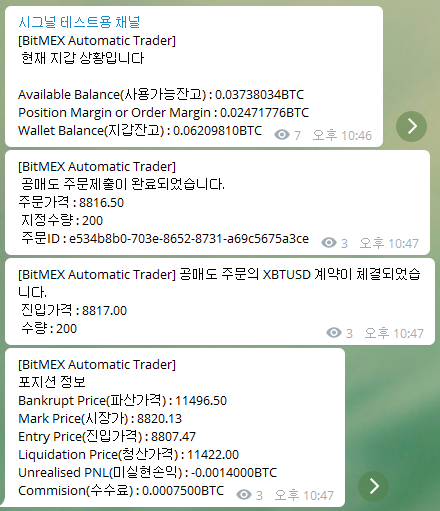 시그널 테스트용 채널
[BitMEX Automatic Trader]
현재 지갑 상황입니다
Available Balance(사용가능잔고) : 0.03738034BTC
Position Margin or Order Margin : 0.02471776BTC
Wallet Balance(지갑잔고) : 0.06209810BTC 7 오후 10:46
[BitMEX Automatic Trader]
공매도 주문제출이 완료되었습니다.
주문가격 : 8816.50
지정수량 : 200
주문ID : e534b8b0-703e-8652-8731-a69c5675a3ce 3 오후 10:47
[BitMEX Automatic Trader] 공매도 주문의 XBTUSD 계약이 체결되었습
니다.
진입가격 : 8817.00
수량 : 200 3 오후 10:47
[BitMEX Automatic Trader]
포지션 정보
Bankrupt Price(파산가격) : 11496.50
Mark Price(시장가) : 8820.13
Entry Price(진입가격) : 8807.47
Liquidation Price(청산가격) : 11422.00
Unrealised PNL(미실현손익) : -0.0014000BTC
Commision(수수료) : 0.0007500BTC 3 오후 10:47